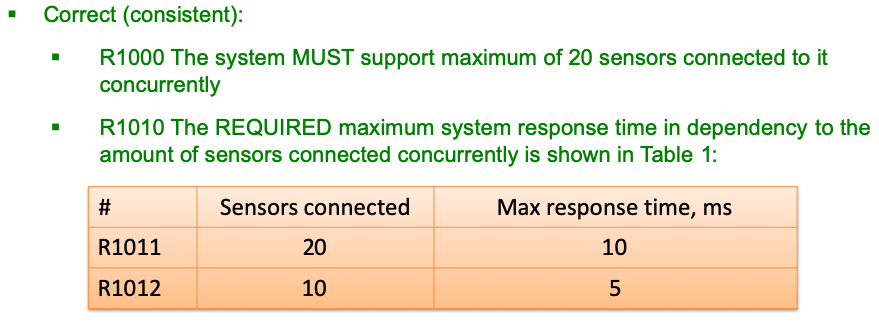 ▪ Correct (consistent):
▪ R1000 The system MUST support maximum of 20 sensors connected to it
concurrently
▪ R1010 The REQUIRED maximum system response time in dependency to the
amount of sensors connected concurrently is shown in Table 1:
# Sensors connected Max response time, ms
R1011 20 10
R1012 10 5